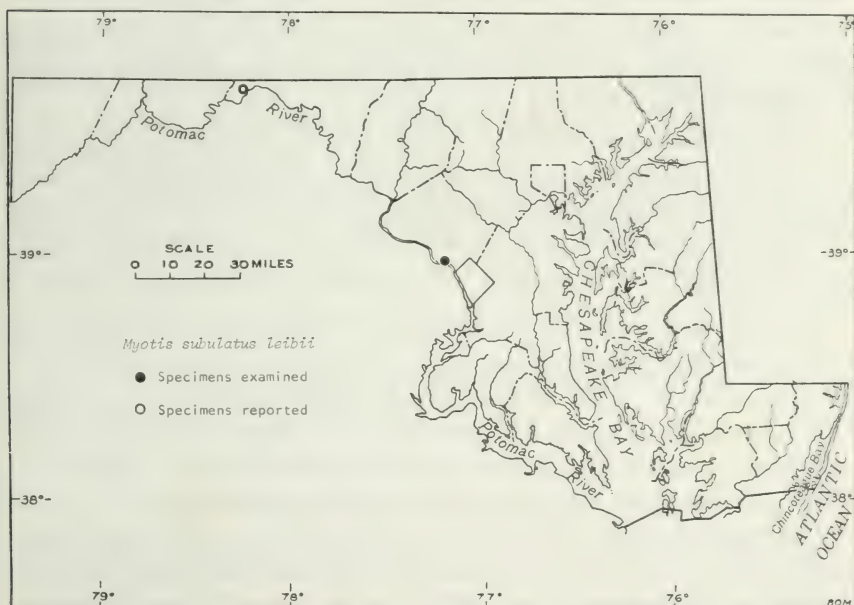 79° 78° 77° 76° 75°
Potomac
River
39° 39°
SCALE
0 10 20 30 MILES
Myotis subulatus leibii
● Specimens examined
○ Specimens reported
CHESAPEAKE BAY
Potomac
River
Chincoteague Bay
ATLANTIC
OCEAN
38° 38°
79° 78° 77° 76°